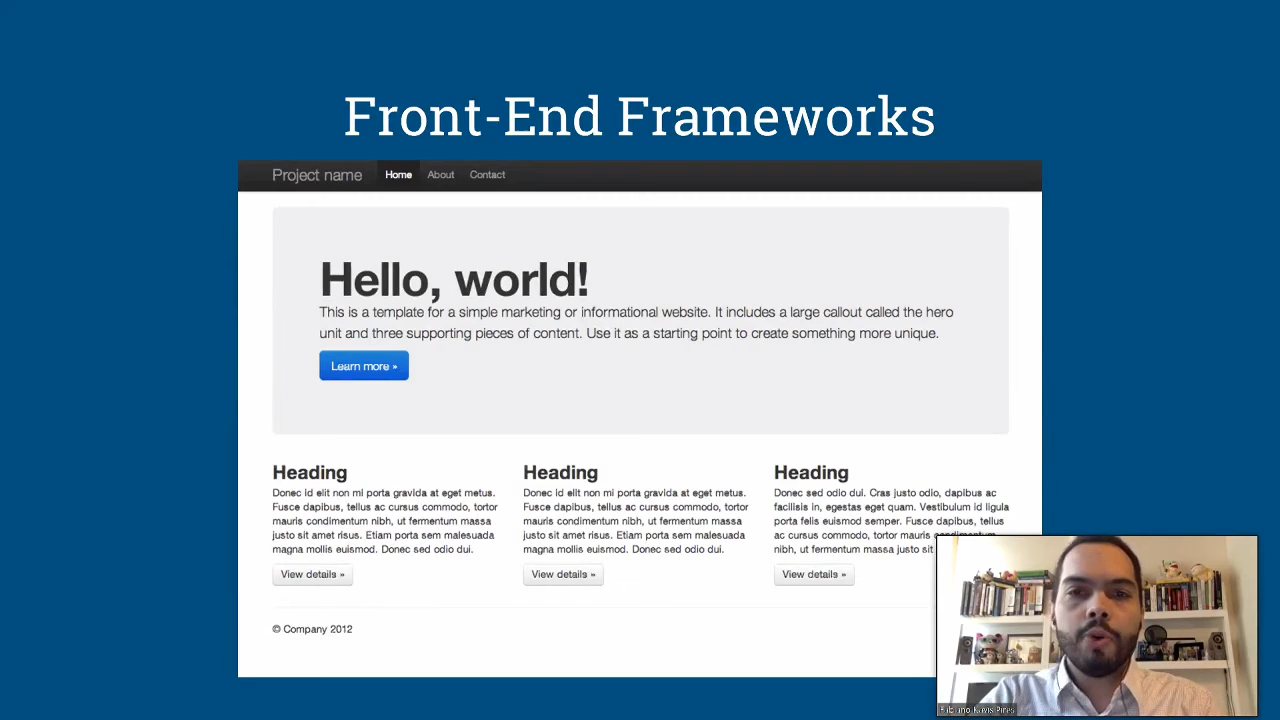 Front-End Frameworks
Project name Home About Contact
Hello, world!
This is a template for a simple marketing or informational website. It includes a large callout called the hero
unit and three supporting pieces of content. Use it as a starting point to create something more unique.
Learn more »
Heading
Donec id elit non mi porta gravida at eget metus.
Fusce dapibus, tellus ac cursus commodo, tortor
mauris condimentum nibh, ut fermentum massa
justo sit amet risus. Etiam porta sem malesuada
magna mollis euismod. Donec sed odio dui.
View details »
Heading
Donec id elit non mi porta gravida at eget metus.
Fusce dapibus, tellus ac cursus commodo, tortor
mauris condimentum nibh, ut fermentum massa
justo sit amet risus. Etiam porta sem malesuada
magna mollis euismod. Donec sed odio dui.
View details »
Heading
Donec sed odio dui. Cras justo odio, dapibus ac
facilisis in, egestas eget quam. Vestibulum id ligula
porta felis euismod semper. Fusce dapibus, tellus
ac cursus commodo, tortor mauris condimentum
nibh, ut fermentum massa justo sit
View details »
© Company 2012